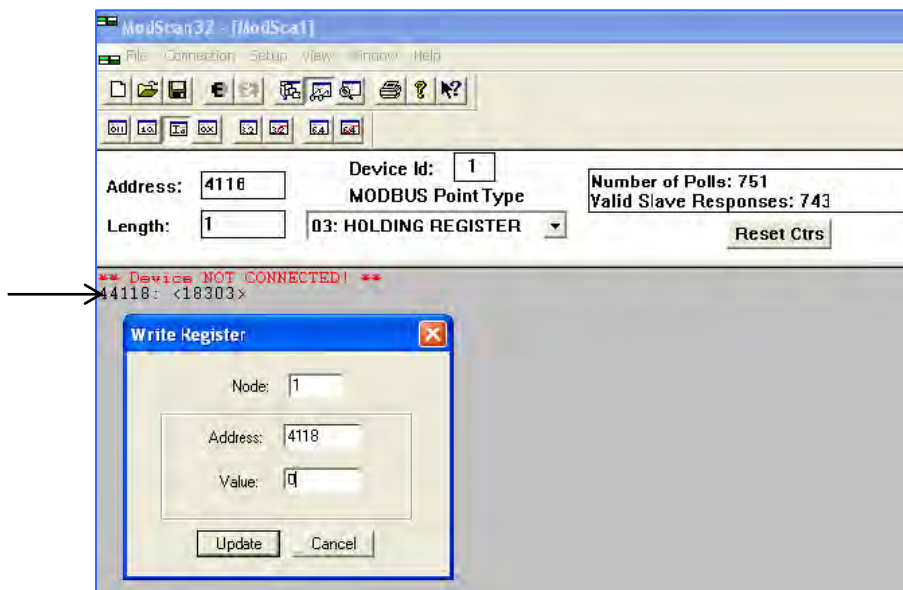 ModScan32 - [ModSca1]
File Connection Setup View Window Help
Address: 4118
Device Id: 1
MODBUS Point Type
Length: 1
03: HOLDING REGISTER
Number of Polls: 751
Valid Slave Responses: 743
Reset Ctrs
** Device NOT CONNECTED! **
44118: <18303>
Write Register
Node: 1
Address: 4118
Value: 0
Update Cancel